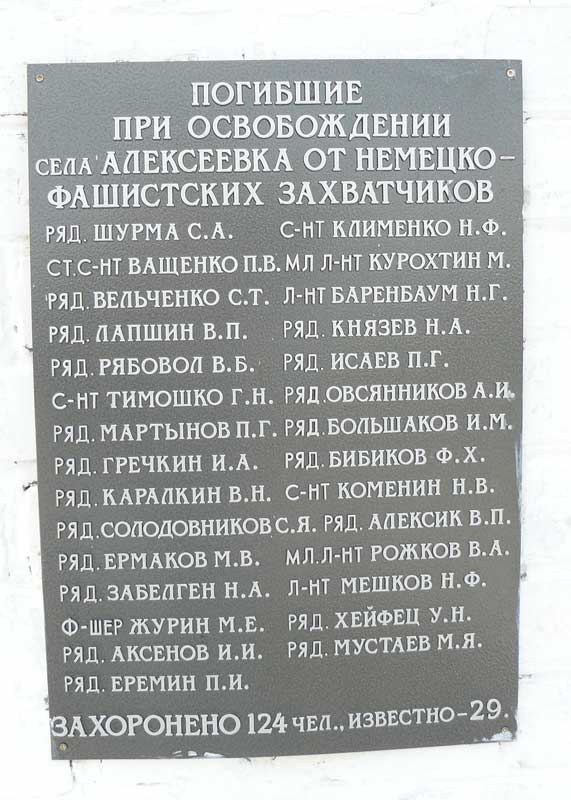 ПОГИБШИЕ
ПРИ ОСВОБОЖДЕНИИ
СЕЛА АЛЕКСЕЕВКА ОТ НЕМЕЦКО-
ФАШИСТСКИХ ЗАХВАТЧИКОВ
РЯД. ШУРМА С.А. С-НТ КЛИМЕНКО Н.Ф.
СТ.С-НТ ВАЩЕНКО П.В. МЛ Л-НТ КУРОХТИН М.
РЯД. ВЕЛЬЧЕНКО С.Т. Л-НТ БАРЕНБАУМ Н.Г.
РЯД. ЛАПШИН В.П. РЯД. КНЯЗЕВ Н.А.
РЯД. РЯБОВОЛ В.Б. РЯД. ИСАЕВ П.Г.
С-НТ ТИМОШКО Г.Н. РЯД. ОВСЯННИКОВ А.И.
РЯД. МАРТЫНОВ П.Г. РЯД. БОЛЬШАКОВ И.М.
РЯД. ГРЕЧКИН И.А. РЯД. БИБИКОВ Ф.Х.
РЯД. КАРАЛКИН В.Н. С-НТ КОМЕНИН Н.В.
РЯД. СОЛОДОВНИКОВ С.Я. РЯД. АЛЕКСИК В.П.
РЯД. ЕРМАКОВ М.В. МЛ.Л-НТ РОЖКОВ В.А.
РЯД. ЗАБЕЛГЕН Н.А. Л-НТ МЕШКОВ Н.Ф.
Ф-ШЕР ЖУРИН М.Е. РЯД. ХЕЙФЕЦ У.Н.
РЯД. АКСЕНОВ И.И. РЯД. МУСТАЕВ М.Я.
РЯД. ЕРЕМИН П.И.
ЗАХОРОНЕНО 124 ЧЕЛ., ИЗВЕСТНО-29.